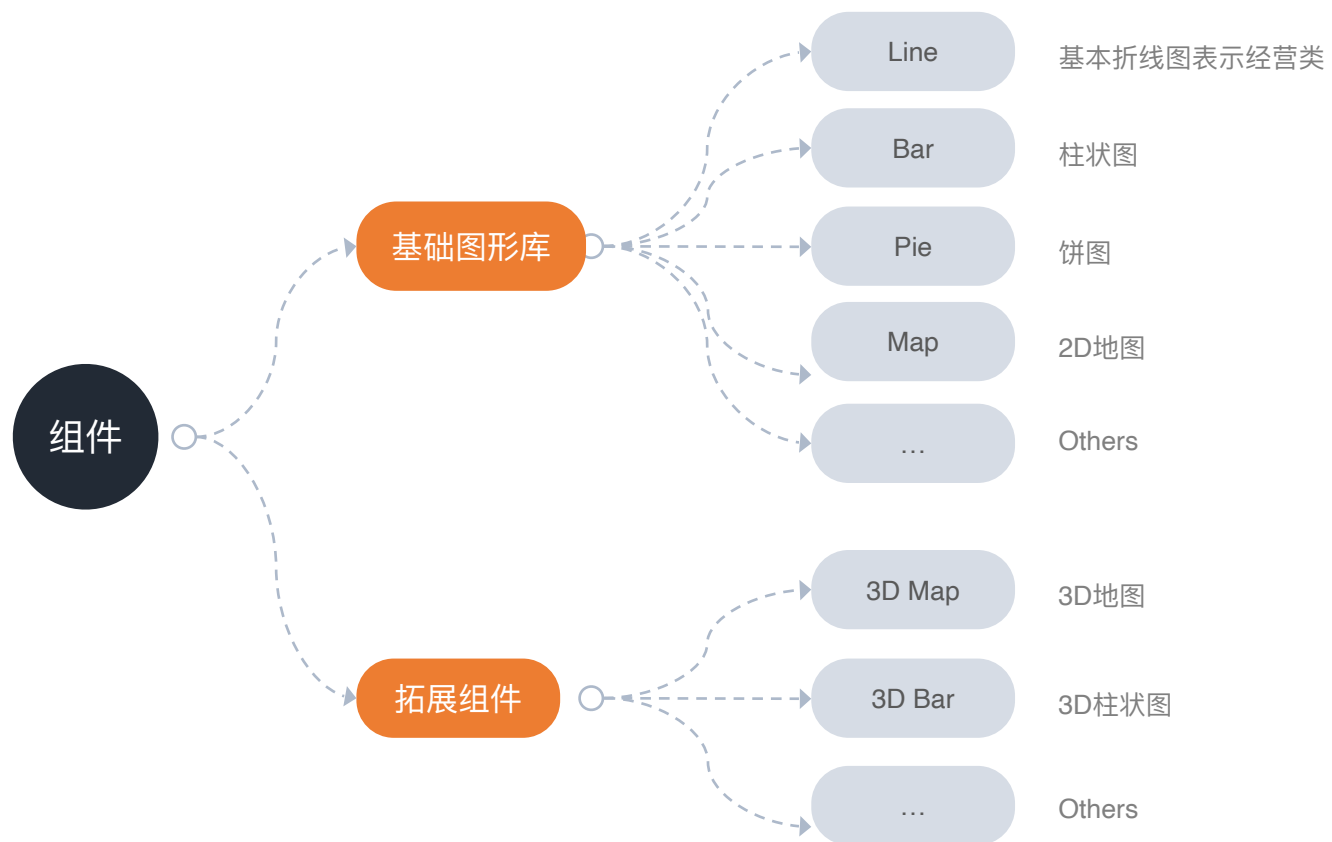 Line
基本折线图表示经营类
Bar
柱状图
基础图形库
Pie
饼图
Map
2D地图
组件
…
Others
3D Map
3D地图
拓展组件
3D Bar
3D柱状图
…
Others